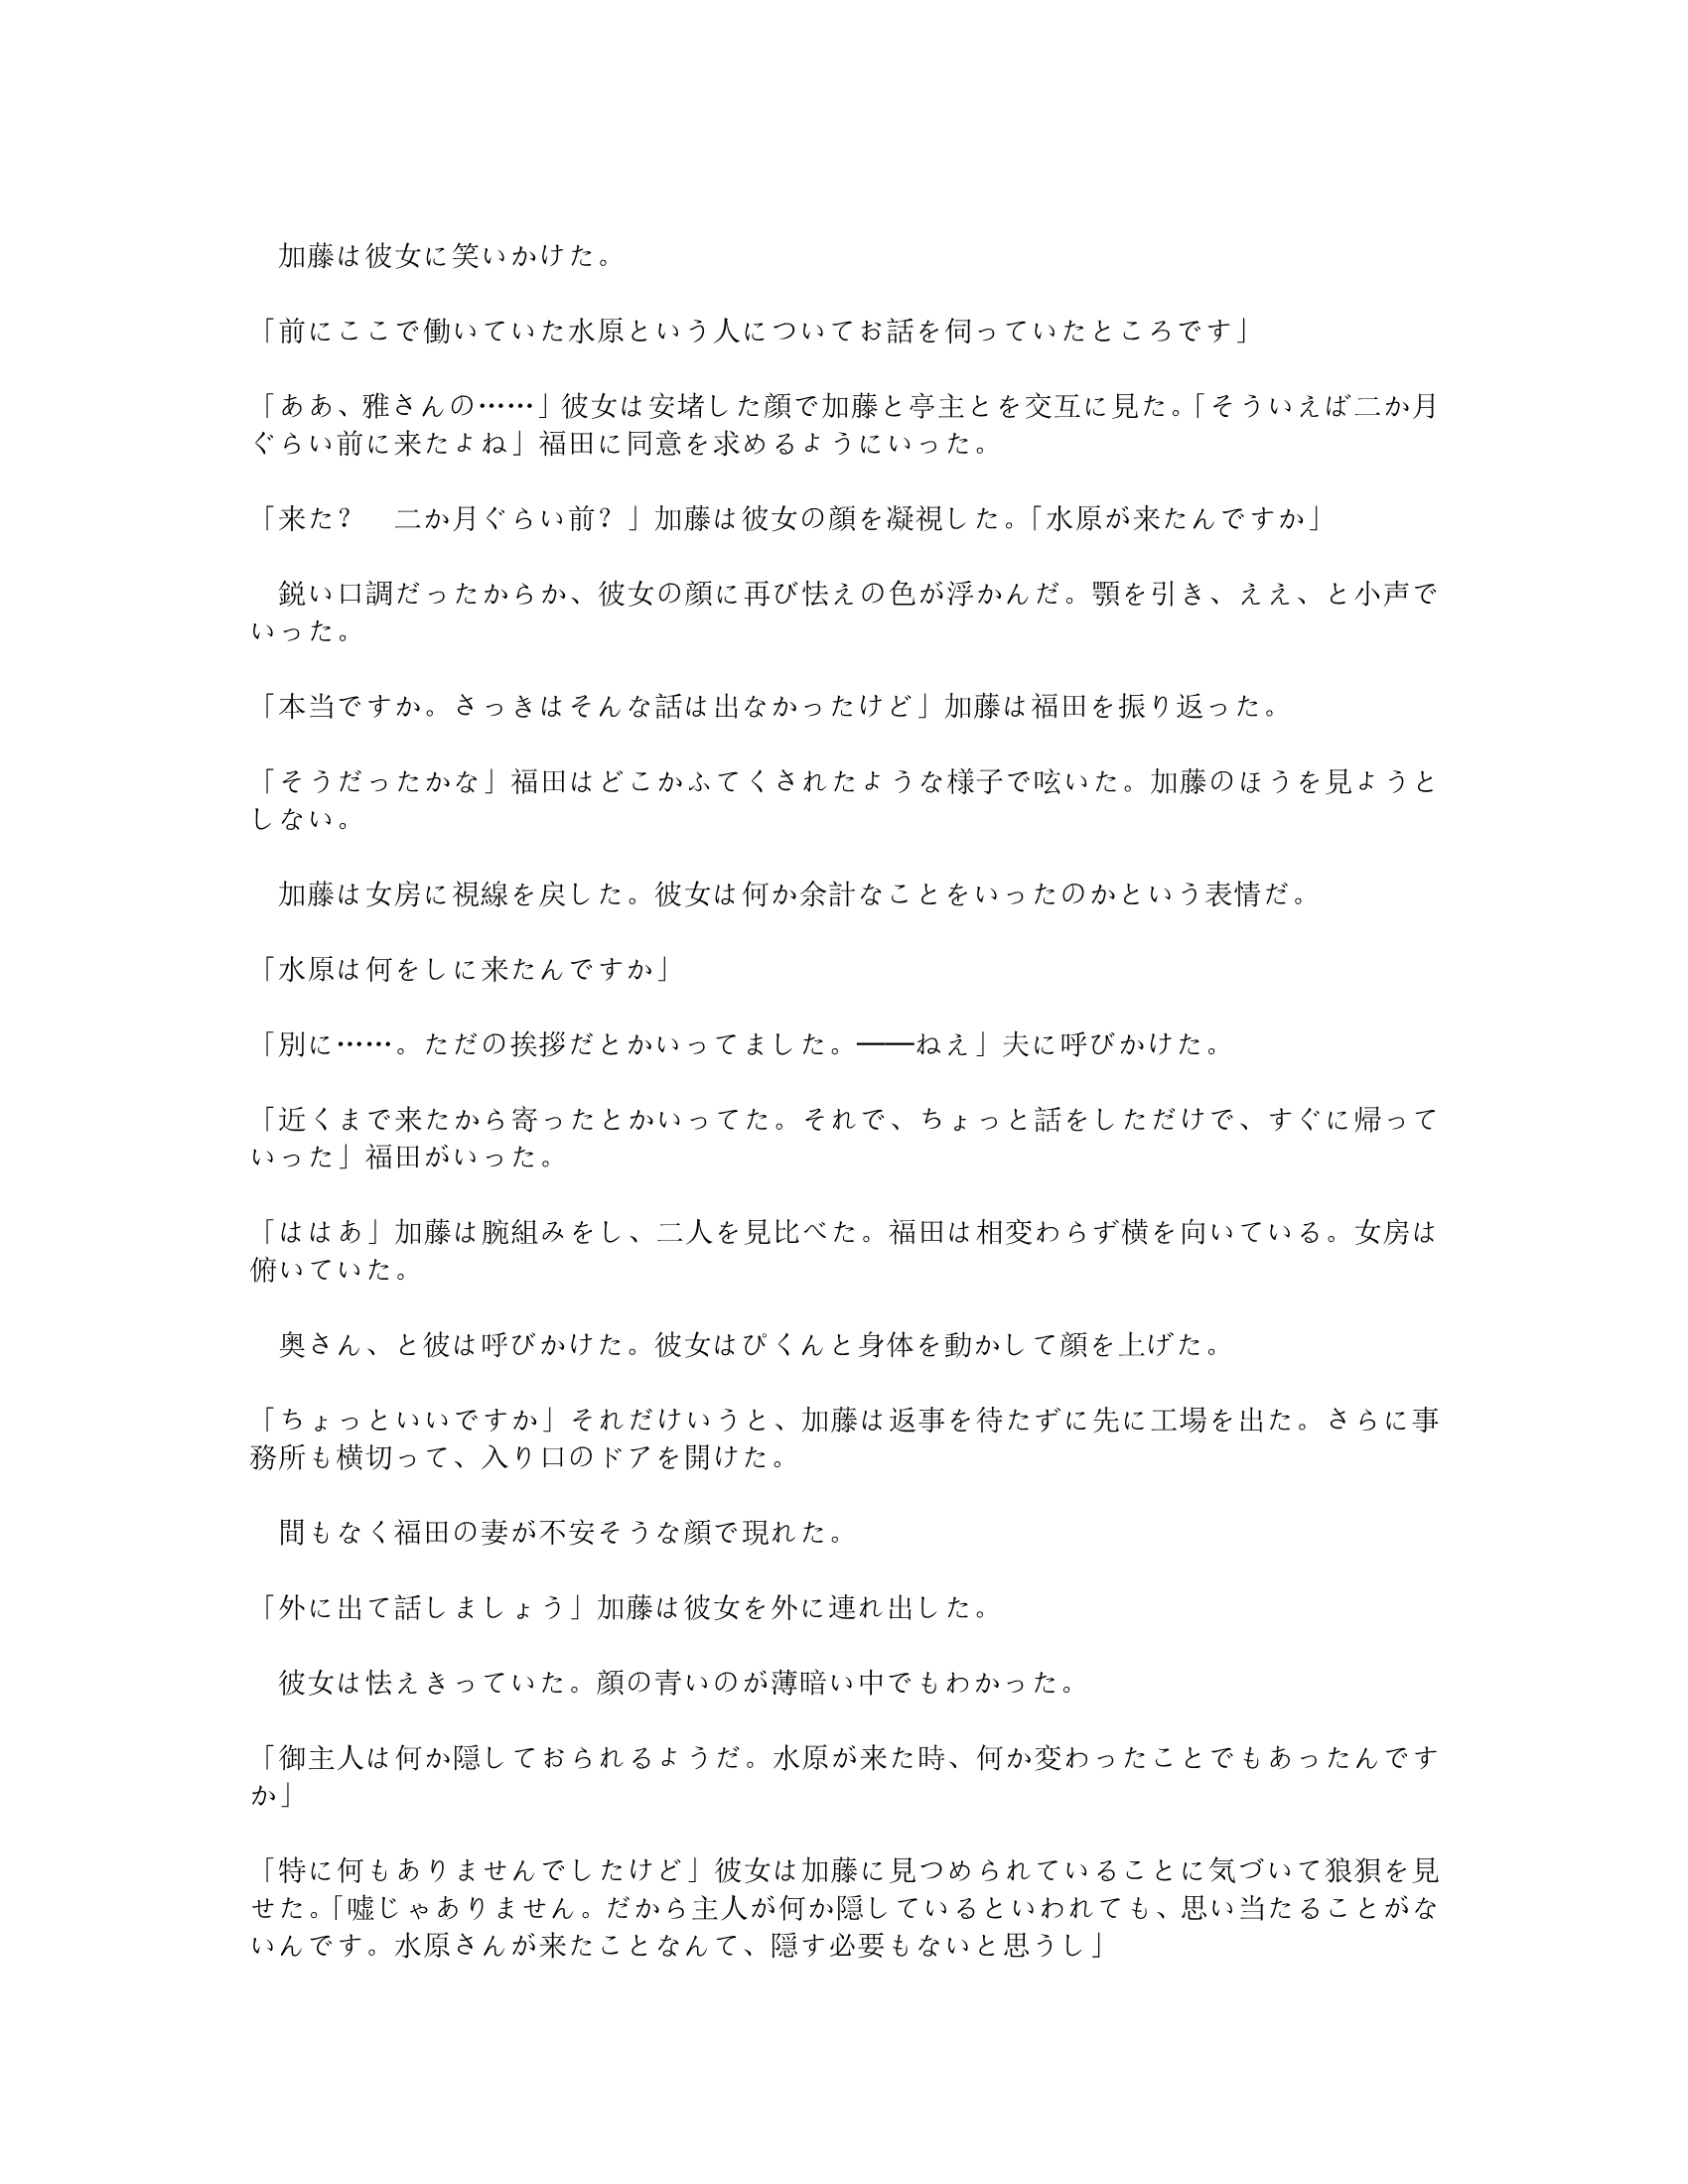 加藤は彼女に笑いかけた。
「前にここで働いていた水原という人についてお話を伺っていたところです」
「ああ、雅さんの……」彼女は安堵した顔で加藤と亭主とを交互に見た。「そういえば二か月
ぐらい前に来たよね」福田に同意を求めるようにいった。
「来た？　二か月ぐらい前？」加藤は彼女の顔を凝視した。「水原が来たんですか」
　鋭い口調だったからか、彼女の顔に再び怯えの色が浮かんだ。顎を引き、ええ、と小声で
いった。
「本当ですか。さっきはそんな話は出なかったけど」加藤は福田を振り返った。
「そうだったかな」福田はどこかふてくされたような様子で呟いた。加藤のほうを見ようと
しない。
　加藤は女房に視線を戻した。彼女は何か余計なことをいったのかという表情だ。
「水原は何をしに来たんですか」
「別に……。ただの挨拶だとかいってました。――ねえ」夫に呼びかけた。
「近くまで来たから寄ったとかいってた。それで、ちょっと話をしただけで、すぐに帰って
いった」福田がいった。
「ははあ」加藤は腕組みをし、二人を見比べた。福田は相変わらず横を向いている。女房は
俯いていた。
　奥さん、と彼は呼びかけた。彼女はぴくんと身体を動かして顔を上げた。
「ちょっといいですか」それだけいうと、加藤は返事を待たずに先に工場を出た。さらに事
務所も横切って、入り口のドアを開けた。
　間もなく福田の妻が不安そうな顔で現れた。
「外に出て話しましょう」加藤は彼女を外に連れ出した。
　彼女は怯えきっていた。顔の青いのが薄暗い中でもわかった。
「御主人は何か隠しておられるようだ。水原が来た時、何か変わったことでもあったんです
か」
「特に何もありませんでしたけど」彼女は加藤に見つめられていることに気づいて狼狽を見
せた。「嘘じゃありません。だから主人が何か隠しているといわれても、思い当たることがな
いんです。水原さんが来たことなんて、隠す必要もないと思うし」